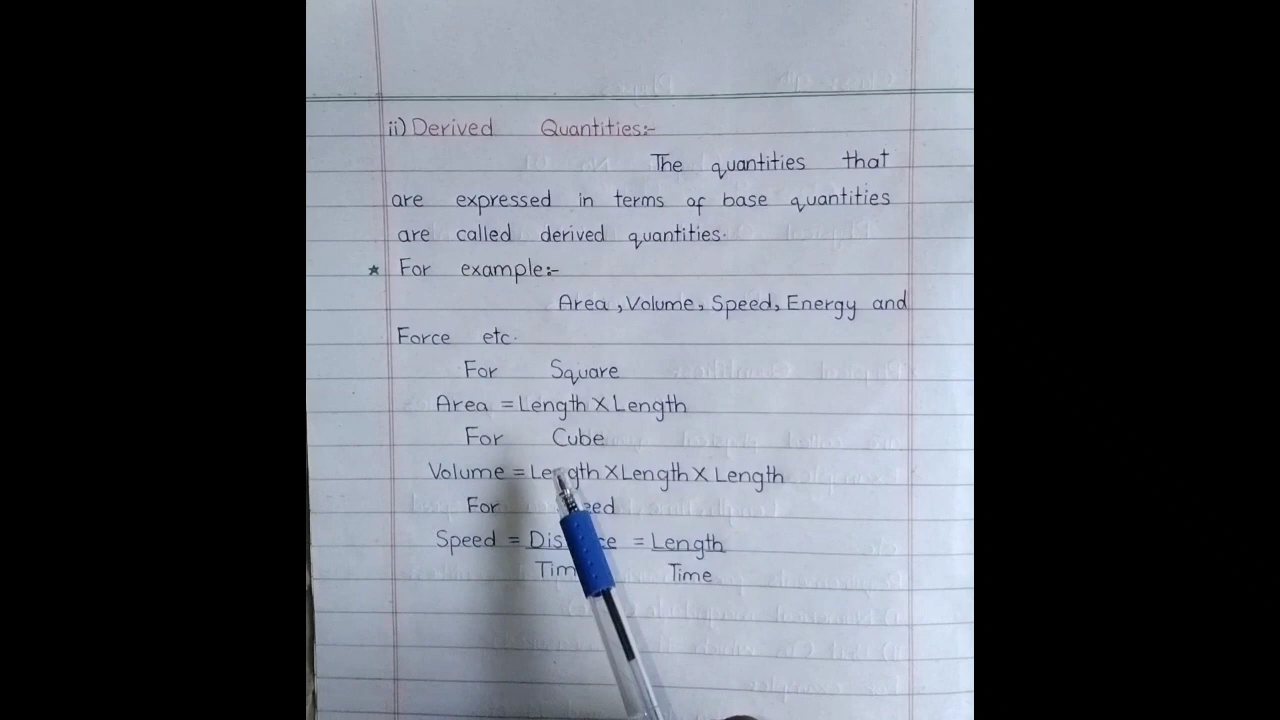 ii) Derived Quantities:-
The quantities that
are expressed in terms of base quantities
are called derived quantities.
★ For example:-
Area, Volume, Speed, Energy and
Force etc.
For Square
Area = Length X Length
For Cube
Volume = Length X Length X Length
For
Speed = Distance = Length
Time Time